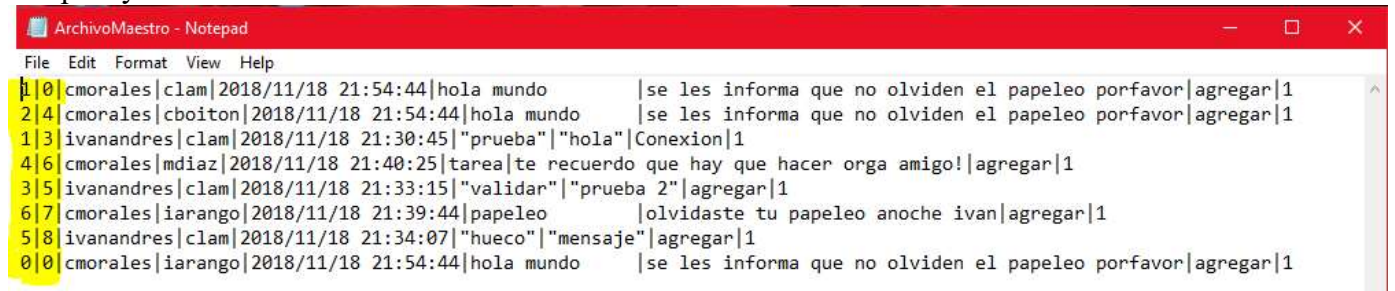 ArchivoMaestro - Notepad
File Edit Format View Help
1|0|cmorales|clam|2018/11/18 21:54:44|hola mundo          |se les informa que no olviden el papeleo porfavor|agregar|1
2|4|cmorales|cboiton|2018/11/18 21:54:44|hola mundo       |se les informa que no olviden el papeleo porfavor|agregar|1
1|3|ivanandres|clam|2018/11/18 21:30:45|"prueba"|"hola"|Conexion|1
4|6|cmorales|mdiaz|2018/11/18 21:40:25|tarea|te recuerdo que hay que hacer orga amigo!|agregar|1
3|5|ivanandres|clam|2018/11/18 21:33:15|"validar"|"prueba 2"|agregar|1
6|7|cmorales|iarango|2018/11/18 21:39:44|papeleo          |olvidaste tu papeleo anoche ivan|agregar|1
5|8|ivanandres|clam|2018/11/18 21:34:07|"hueco"|"mensaje"|agregar|1
0|0|cmorales|iarango|2018/11/18 21:54:44|hola mundo       |se les informa que no olviden el papeleo porfavor|agregar|1